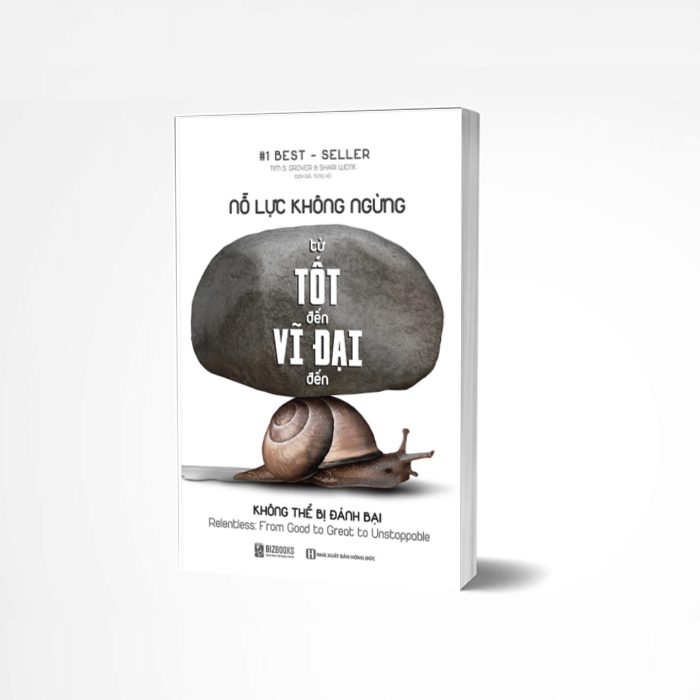 #1 BEST - SELLER
TIM S. GROVER & SHARI WENK
NỖ LỰC KHÔNG NGỪNG
từ
TỐT
đến
VĨ ĐẠI
đến
KHÔNG THỂ BỊ ĐÁNH BẠI
Relentless: From Good to Great to Unstoppable
BIZBOOKS
NHÀ XUẤT BẢN HỒNG ĐỨC